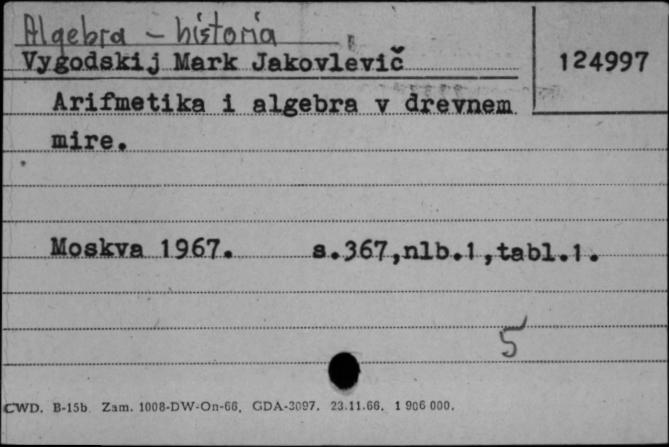 Algebra - historia
Vygodskij Mark Jakovlevič
124997
Arifmetika i algebra v drevnem
mire.
Moskva 1967. s.367,nlb.1,tabl.1.
5
CWD. B-15b Zam. 1008-DW-On-66. GDA-3097. 23.11.66. 1 906 000.